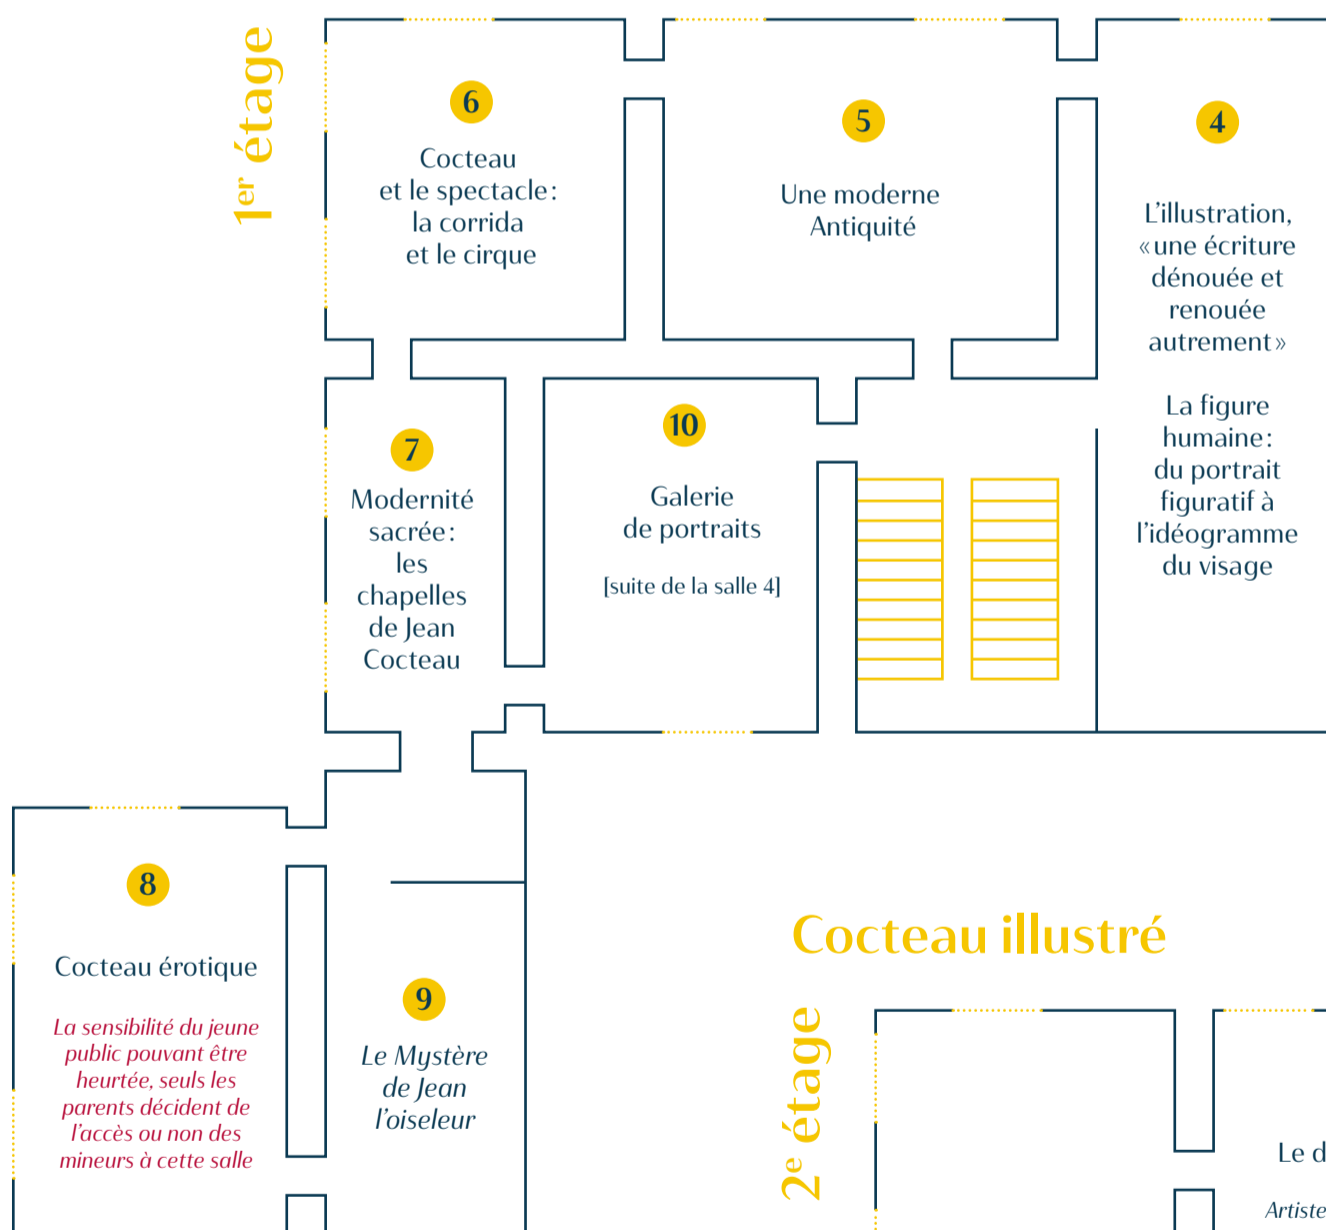 1er étage
6
Cocteau
et le spectacle :
la corrida
et le cirque
5
Une moderne
Antiquité
4
L’illustration,
« une écriture
dénouée et
renouée
autrement »
La figure
humaine :
du portrait
figuratif à
l’idéogramme
du visage
7
Modernité
sacrée :
les
chapelles
de Jean
Cocteau
10
Galerie
de portraits
[suite de la salle 4]
8
Cocteau érotique
La sensibilité du jeune
public pouvant être
heurtée, seuls les
parents décident de
l’accès ou non des
mineurs à cette salle
9
Le Mystère
de Jean
l’oiseleur
Cocteau illustré
2e étage
Le d
Artiste